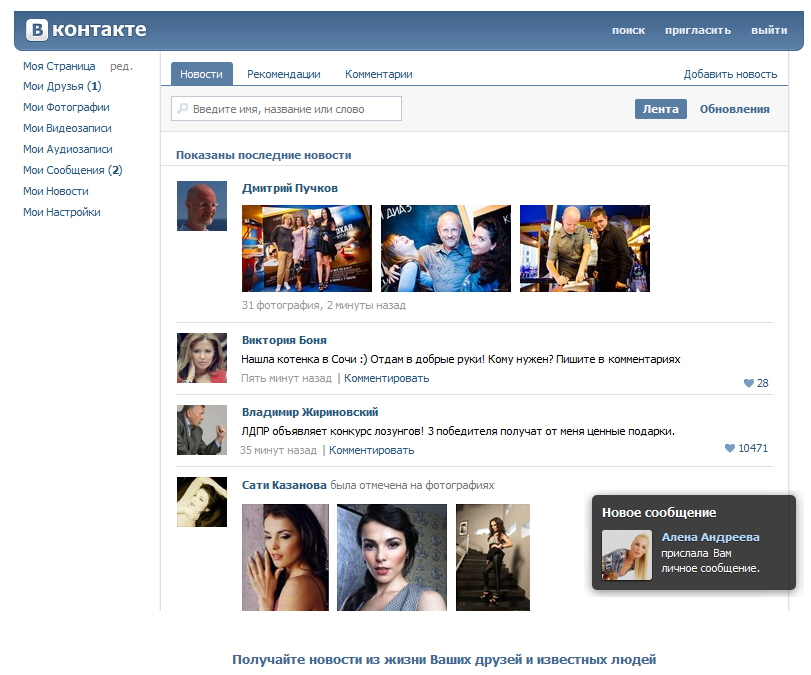 В контакте
поиск пригласить выйти
Моя Страница ред.
Мои Друзья (1)
Мои Фотографии
Мои Видеозаписи
Мои Аудиозаписи
Мои Сообщения (2)
Мои Новости
Мои Настройки
Новости Рекомендации Комментарии Добавить новость
Введите имя, название или слово Лента Обновления
Показаны последние новости
Дмитрий Пучков
31 фотография, 2 минуты назад
Виктория Боня
Нашла котенка в Сочи :) Отдам в добрые руки! Кому нужен? Пишите в комментариях
Пять минут назад | Комментировать
28
Владимир Жириновский
ЛДПР объявляет конкурс лозунгов! 3 победителя получат от меня ценные подарки.
35 минут назад | Комментировать
10471
Сати Казанова была отмечена на фотографиях
Новое сообщение
Алена Андреева
прислала Вам
личное сообщение.
Получайте новости из жизни Ваших друзей и известных людей